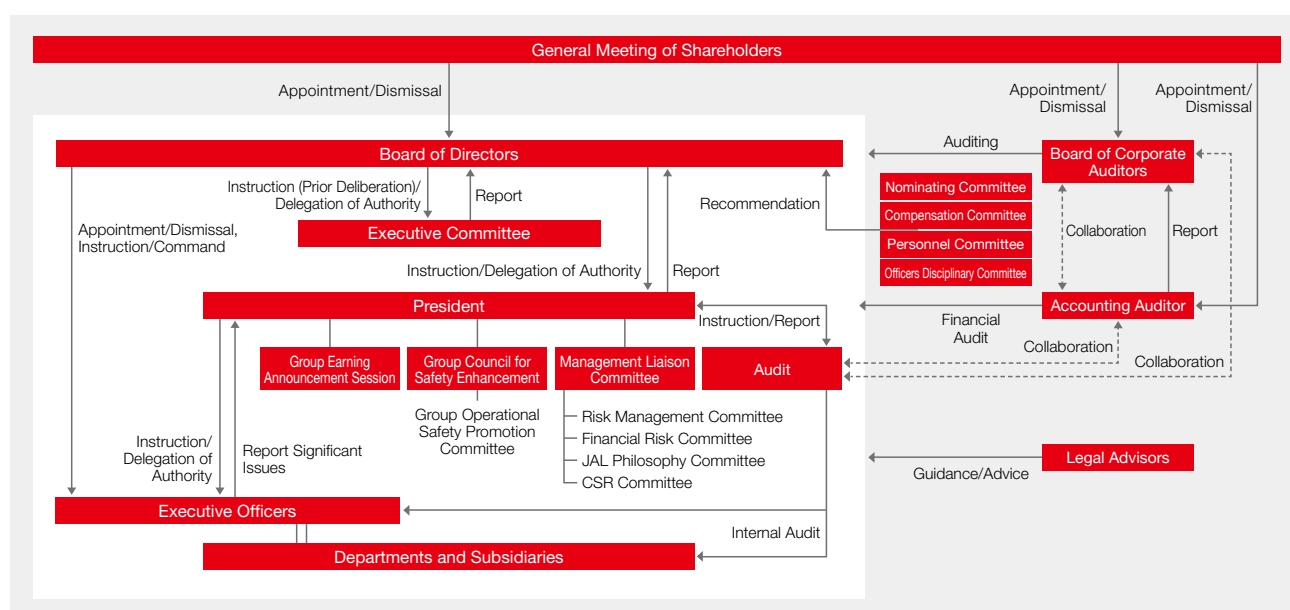 General Meeting of Shareholders
Appointment/Dismissal
Appointment/
Dismissal
Appointment/
Dismissal
Board of Directors
Auditing
Board of Corporate
Auditors
Instruction (Prior Deliberation)/
Delegation of Authority
Report
Recommendation
Nominating Committee
Compensation Committee
Personnel Committee
Officers Disciplinary Committee
Collaboration
Report
Appointment/Dismissal,
Instruction/Command
Executive Committee
Instruction/Delegation of Authority
Report
President
Instruction/Report
Accounting Auditor
Financial
Audit
Collaboration
Collaboration
Group Earning
Announcement Session
Group Council for
Safety Enhancement
Management Liaison
Committee
Audit
Group Operational
Safety Promotion
Committee
Risk Management Committee
Financial Risk Committee
JAL Philosophy Committee
CSR Committee
Instruction/
Delegation of
Authority
Report Significant
Issues
Legal Advisors
Guidance/Advice
Executive Officers
Internal Audit
Departments and Subsidiaries